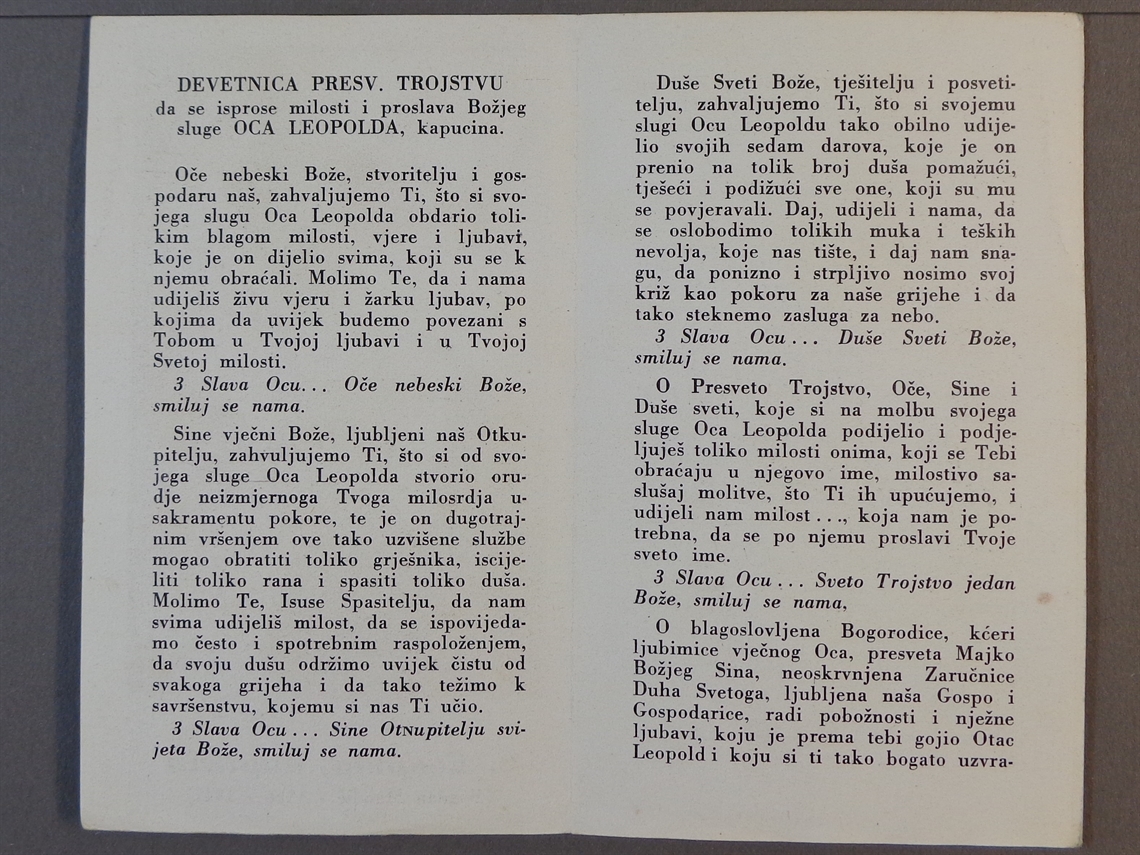 DEVETNICA PRESV. TROJSTVU
da se isprose milosti i proslava Božjeg
sluge OCA LEOPOLDA, kapucina.
Oče nebeski Bože, stvoritelju i gos-
podaru naš, zahvaljujemo Ti, što si svo-
jega slugu Oca Leopolda obdario toli-
kim blagom milosti, vjere i ljubavi,
koje je on dijelio svima, koji su se k
njemu obraćali. Molimo Te, da i nama
udijeliš živu vjeru i žarku ljubav, po
kojima da uvijek budemo povezani s
Tobom u Tvojoj ljubavi i u Tvojoj
Svetoj milosti.
3 Slava Ocu... Oče nebeski Bože,
smiluj se nama.
Sine vječni Bože, ljubljeni naš Otku-
pitelju, zahvuljujemo Ti, što si od svo-
jega sluge Oca Leopolda stvorio oru-
dje neizmjernoga Tvoga milosrdja u-
sakramentu pokore, te je on dugotraj-
nim vršenjem ove tako uzvišene službe
mogao obratiti toliko grješnika, iscije-
liti toliko rana i spasiti toliko duša.
Molimo Te, Isuse Spasitelju, da nam
svima udijeliš milost, da se ispovijeda-
mo često i spotrebnim raspoloženjem,
da svoju dušu održimo uvijek čistu od
svakoga grijeha i da tako težimo k
savršenstvu, kojemu si nas Ti učio.
3 Slava Ocu... Sine OtNupitelju svi-
jeta Bože, smiluj se nama.
Duše Sveti Bože, tješitelju i posveti-
telju, zahvaljujemo Ti, što si svojemu
slugi Ocu Leopoldu tako obilno udije-
lio svojih sedam darova, koje je on
prenio na tolik broj duša pomažući,
tješeći i podižući sve one, koji su mu
se povjeravali. Daj, udijeli i nama, da
se oslobodimo tolikih muka i teških
nevolja, koje nas tište, i daj nam sna-
gu, da ponizno i strpljivo nosimo svoj
križ kao pokoru za naše grijehe i da
tako steknemo zasluga za nebo.
3 Slava Ocu... Duše Sveti Bože,
smiluj se nama.
O Presveto Trojstvo, Oče, Sine i
Duše sveti, koje si na molbu svojega
sluge Oca Leopolda podijelio i podje-
ljuješ toliko milosti onima, koji se Tebi
obraćaju u njegovo ime, milostivo sa-
slušaj molitve, što Ti ih upućujemo, i
udijeli nam milost..., koja nam je po-
trebna, da se po njemu proslavi Tvoje
sveto ime.
3 Slava Ocu... Sveto Trojstvo jedan
Bože, smiluj se nama,
O blagoslovljena Bogorodice, kćeri
ljubimice vječnog Oca, presveta Majko
Božjeg Sina, neoskrvnjena Zaručnice
Duha Svetoga, ljubljena naša Gospo i
Gospodarice, radi pobožnosti i nježne
ljubavi, koju je prema tebi gojio Otac
Leopold i koju si ti tako bogato uzvra-